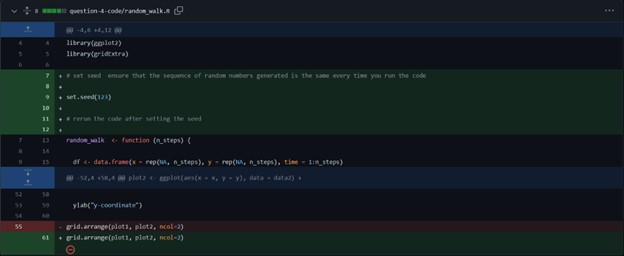 8 question-4-code/random_walk.R
@@ -4,6 +4,12 @@
4 4 library(ggplot2)
5 5 library(gridExtra)
6 6
7 + # set seed ensure that the sequence of random numbers generated is the same every time you run the code
8 +
9 + set.seed(123)
10 +
11 + # rerun the code after setting the seed
12 +
7 13 random_walk <- function (n_steps) {
8 14
9 15 df <- data.frame(x = rep(NA, n_steps), y = rep(NA, n_steps), time = 1:n_steps)
@@ -52,4 +58,4 @@ plot2 <- ggplot(aes(x = x, y = y), data = data2) +
52 58
53 59 ylab("y-coordinate")
54 60
55 - grid.arrange(plot1, plot2, ncol=2)
61 + grid.arrange(plot1, plot2, ncol=2)